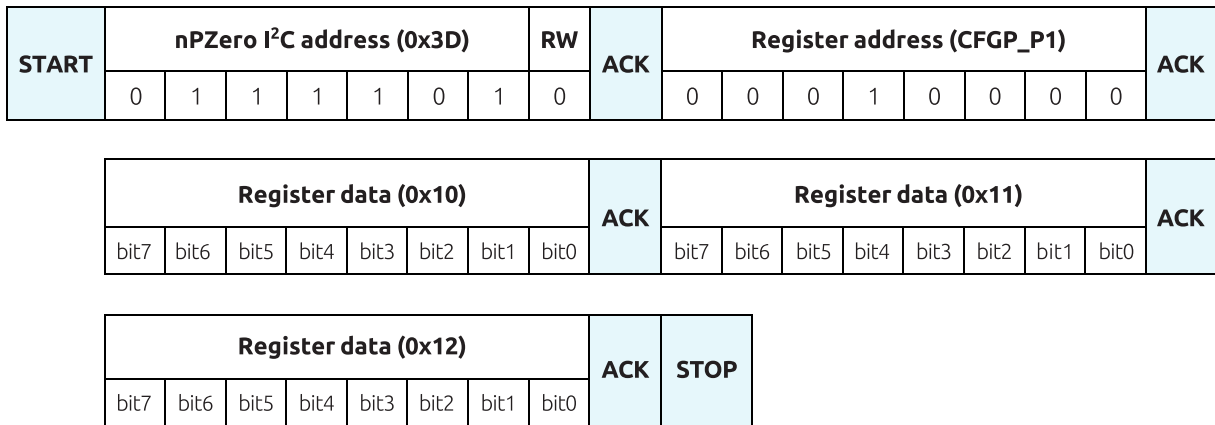 START nPZero I²C address (0x3D) RW ACK Register address (CFGP_P1) ACK
0 1 1 1 1 0 1 0 0 0 0 1 0 0 0 0
Register data (0x10) ACK Register data (0x11) ACK
bit7 bit6 bit5 bit4 bit3 bit2 bit1 bit0 bit7 bit6 bit5 bit4 bit3 bit2 bit1 bit0
Register data (0x12) ACK STOP
bit7 bit6 bit5 bit4 bit3 bit2 bit1 bit0